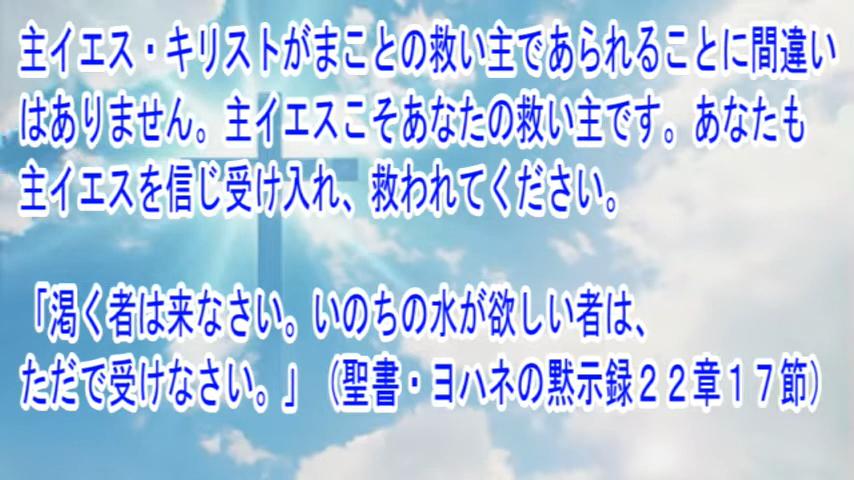 主イエス・キリストがまことの救い主であられることに間違い
はありません。主イエスこそあなたの救い主です。あなたも
主イエスを信じ受け入れ、救われてください。
「渇く者は来なさい。いのちの水が欲しい者は、
ただで受けなさい。」（聖書・ヨハネの黙示録２２章１７節）